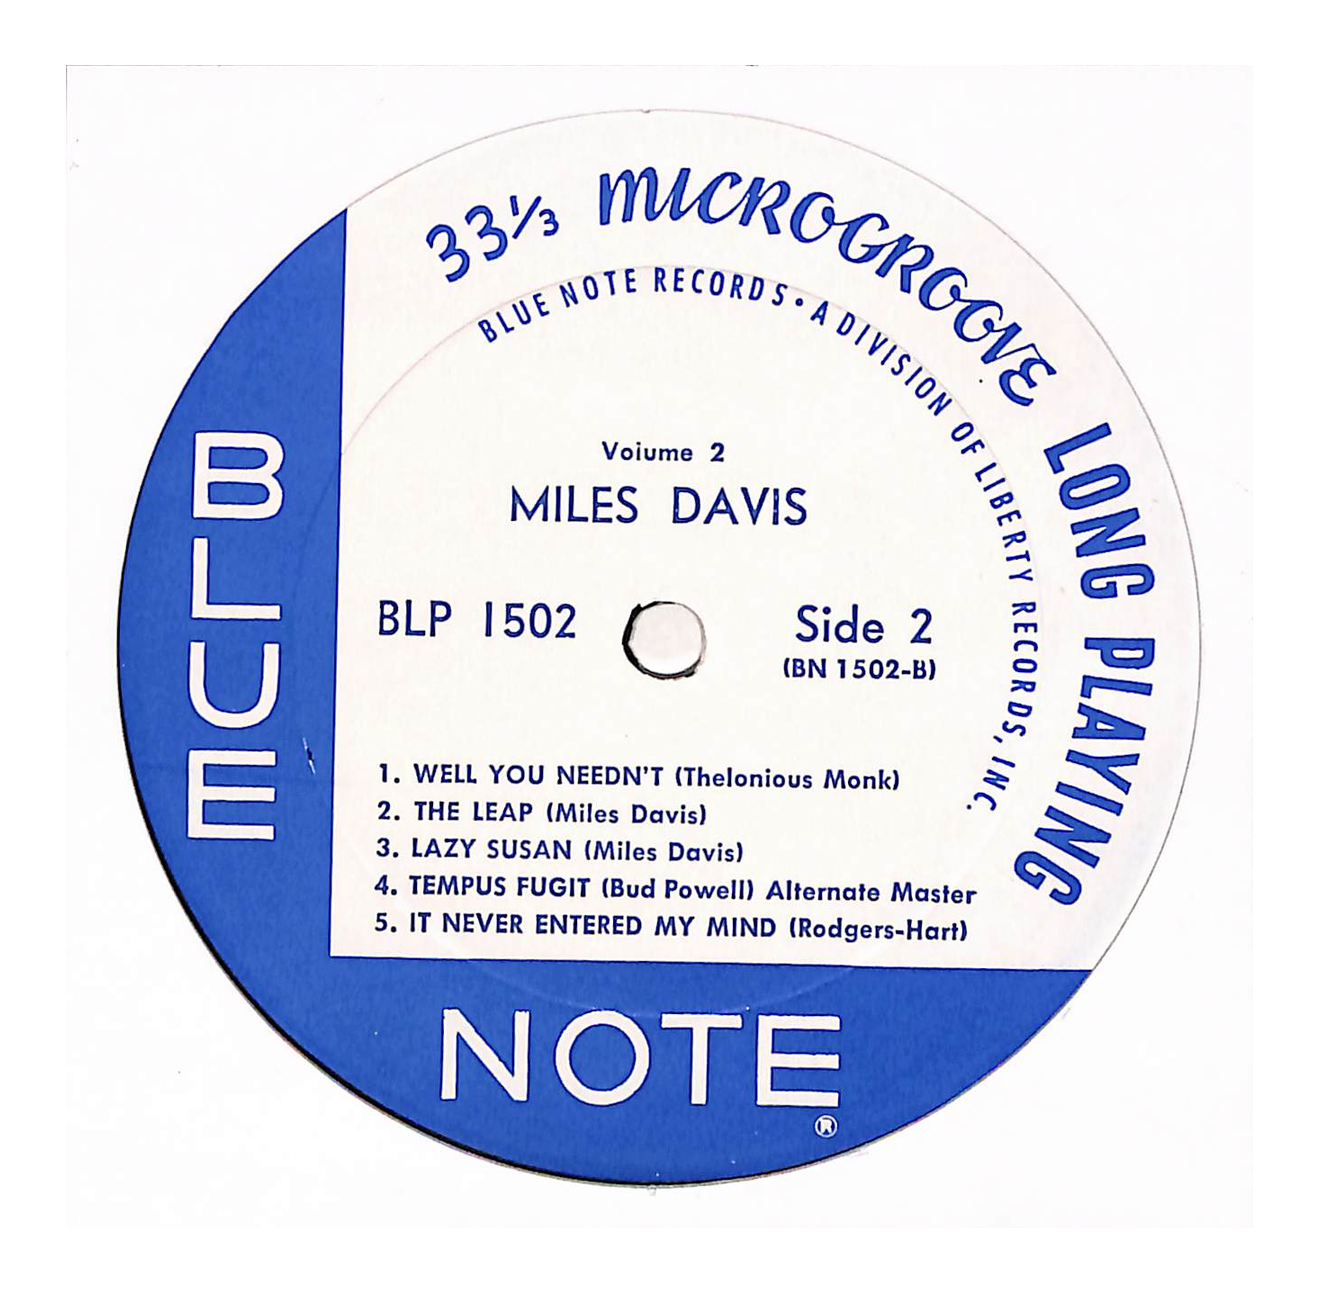 33⅓ MICROGROOVE LONG PLAYING
BLUE NOTE RECORDS • A DIVISION OF LIBERTY RECORDS, INC.
Voiume 2
MILES DAVIS
BLP 1502
Side 2
(BN 1502-B)
1. WELL YOU NEEDN'T (Thelonious Monk)
2. THE LEAP (Miles Davis)
3. LAZY SUSAN (Miles Davis)
4. TEMPUS FUGIT (Bud Powell) Alternate Master
5. IT NEVER ENTERED MY MIND (Rodgers-Hart)
BLUE
NOTE
®